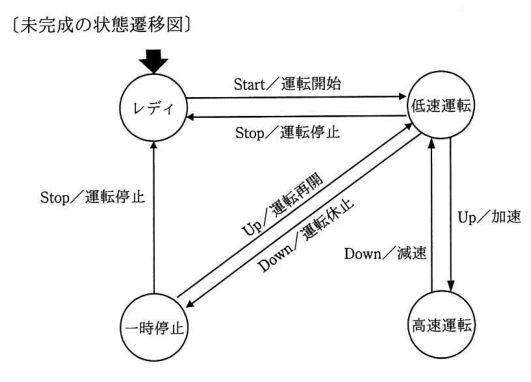 〔未完成の状態遷移図〕
レディ
Start／運転開始
低速運転
Stop／運転停止
Stop／運転停止
Up／運転再開
Down／運転休止
Up／加速
Down／減速
一時停止
高速運転